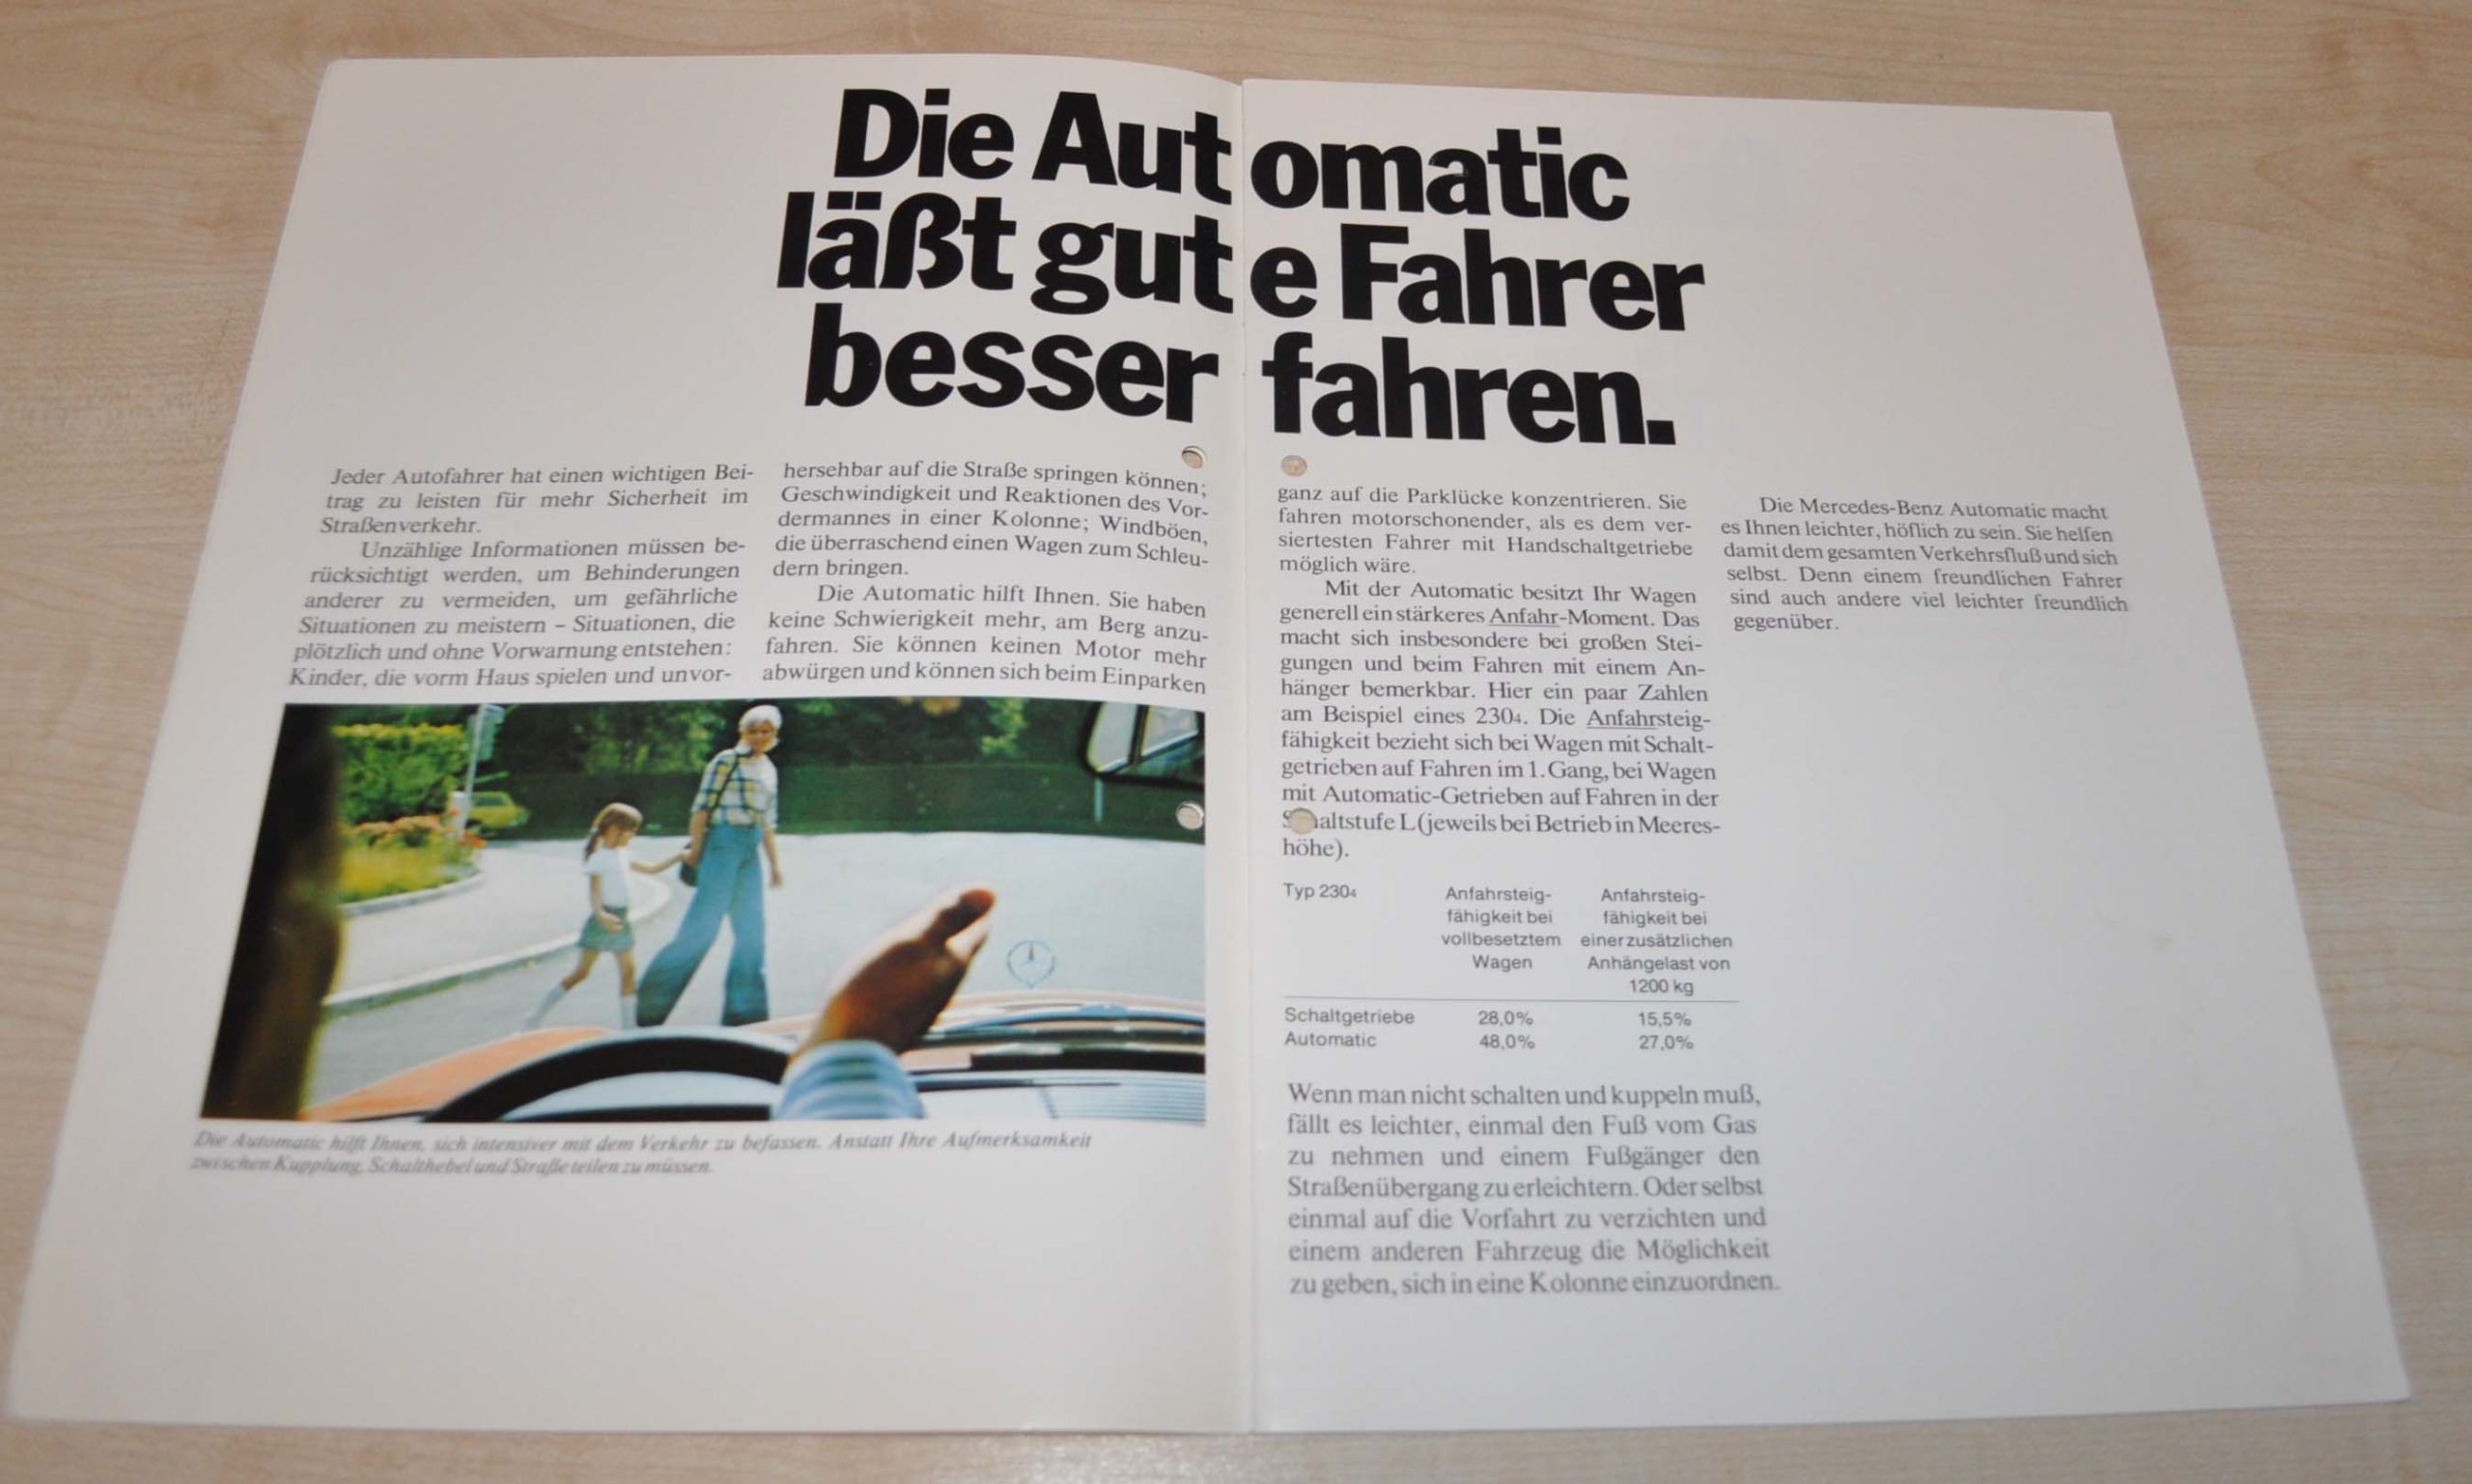 Die Automatic
läßt gute Fahrer
besser fahren.
Jeder Autofahrer hat einen wichtigen Bei-
trag zu leisten für mehr Sicherheit im
Straßenverkehr.
Unzählige Informationen müssen be-
rücksichtigt werden, um Behinderungen
anderer zu vermeiden, um gefährliche
Situationen zu meistern – Situationen, die
plötzlich und ohne Vorwarnung entstehen:
Kinder, die vorm Haus spielen und unvor-
hersehbar auf die Straße springen können;
Geschwindigkeit und Reaktionen des Vor-
dermannes in einer Kolonne; Windböen,
die überraschend einen Wagen zum Schleu-
dern bringen.
Die Automatic hilft Ihnen. Sie haben
keine Schwierigkeit mehr, am Berg anzu-
fahren. Sie können keinen Motor mehr
abwürgen und können sich beim Einparken
Die Automatic hilft Ihnen, sich intensiver mit dem Verkehr zu befassen. Anstatt Ihre Aufmerksamkeit
zwischen Kupplung, Schalthebel und Straße teilen zu müssen.
ganz auf die Parklücke konzentrieren. Sie
fahren motorschonender, als es dem ver-
siertesten Fahrer mit Handschaltgetriebe
möglich wäre.
Mit der Automatic besitzt Ihr Wagen
generell ein stärkeres Anfahr-Moment. Das
macht sich insbesondere bei großen Stei-
gungen und beim Fahren mit einem An-
hänger bemerkbar. Hier ein paar Zahlen
am Beispiel eines 230₄. Die Anfahrsteig-
fähigkeit bezieht sich bei Wagen mit Schalt-
getrieben auf Fahren im 1. Gang, bei Wagen
mit Automatic-Getrieben auf Fahren in der
Schaltstufe L (jeweils bei Betrieb in Meeres-
höhe).
Typ 230₄ Anfahrsteig- Anfahrsteig-
fähigkeit bei fähigkeit bei
vollbesetztem einer zusätzlichen
Wagen Anhängelast von
1200 kg
Schaltgetriebe 28,0% 15,5%
Automatic 48,0% 27,0%
Wenn man nicht schalten und kuppeln muß,
fällt es leichter, einmal den Fuß vom Gas
zu nehmen und einem Fußgänger den
Straßenübergang zu erleichtern. Oder selbst
einmal auf die Vorfahrt zu verzichten und
einem anderen Fahrzeug die Möglichkeit
zu geben, sich in eine Kolonne einzuordnen.
Die Mercedes-Benz Automatic macht
es Ihnen leichter, höflich zu sein. Sie helfen
damit dem gesamten Verkehrsfluß und sich
selbst. Denn einem freundlichen Fahrer
sind auch andere viel leichter freundlich
gegenüber.